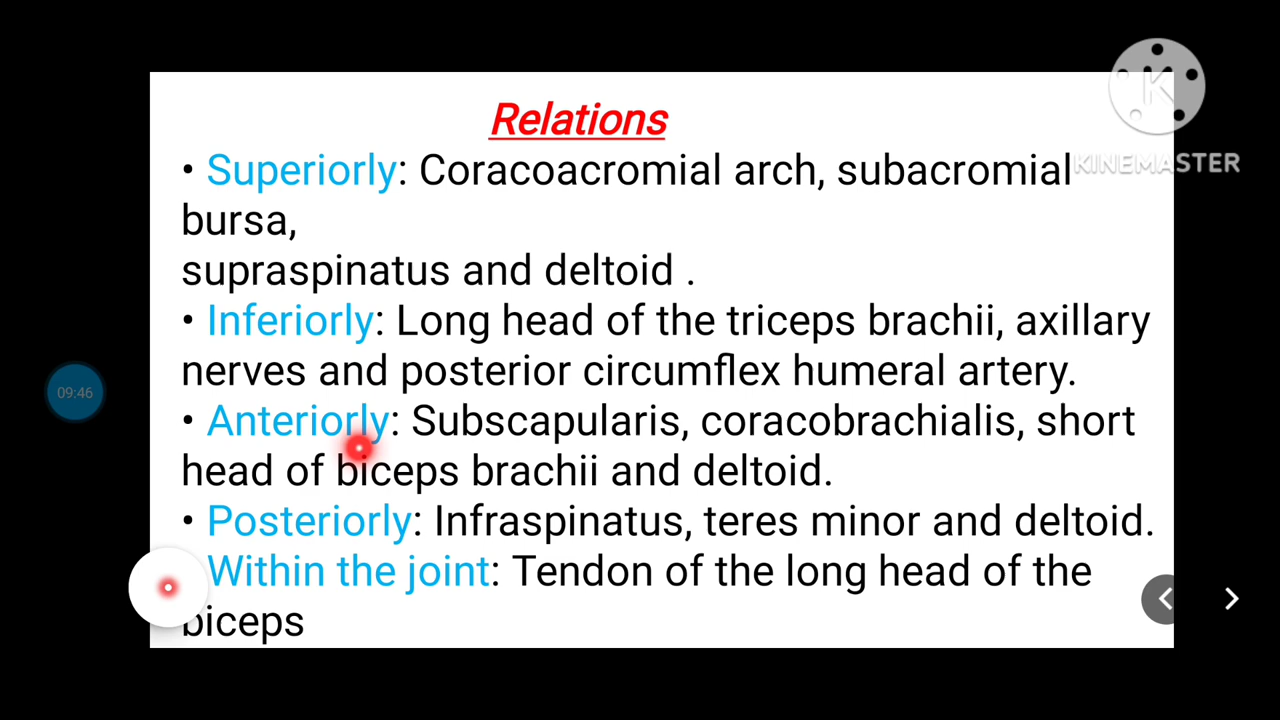 Relations
KINEMASTER
• Superiorly: Coracoacromial arch, subacromial
bursa,
supraspinatus and deltoid .
• Inferiorly: Long head of the triceps brachii, axillary
nerves and posterior circumflex humeral artery.
09:46
• Anteriorly: Subscapularis, coracobrachialis, short
head of biceps brachii and deltoid.
• Posteriorly: Infraspinatus, teres minor and deltoid.
Within the joint: Tendon of the long head of the
biceps